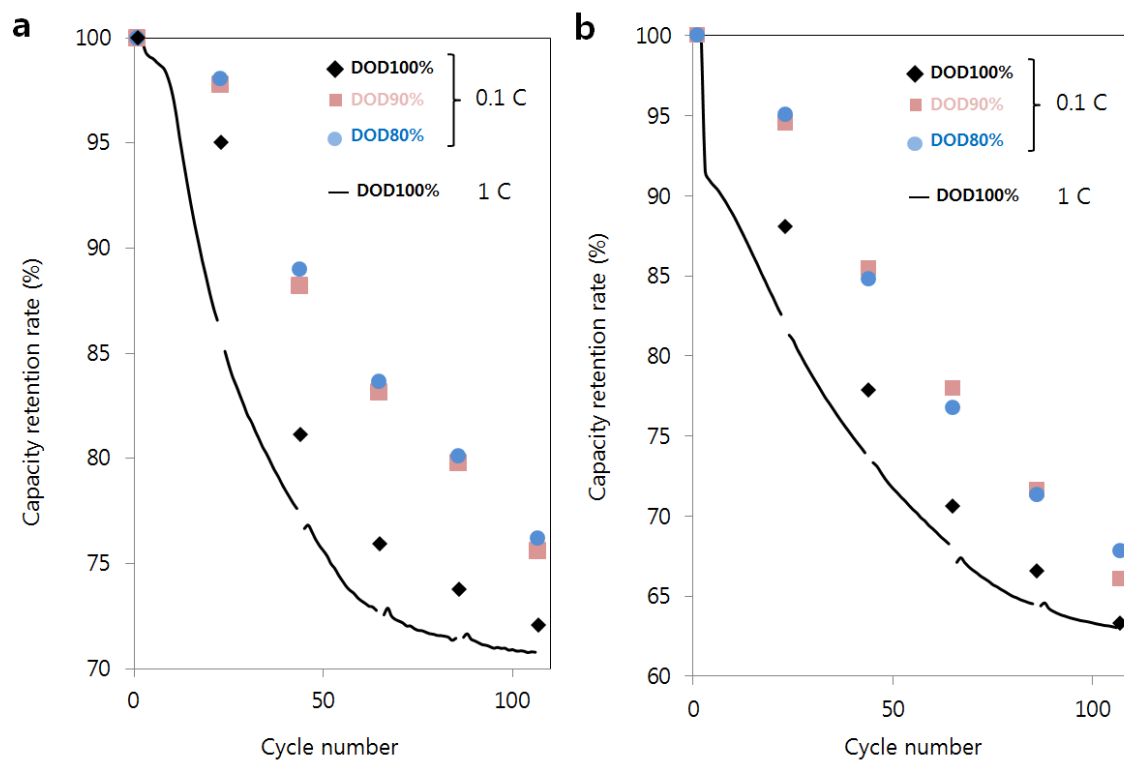 a
100
95
90
85
80
75
70
0
50
100
Capacity retention rate (%)
Cycle number
DOD100%
DOD90%
DOD80%
0.1 C
DOD100% 1 C
b
100
95
90
85
80
75
70
65
60
0
50
100
Capacity retention rate (%)
Cycle number
DOD100%
DOD90%
DOD80%
0.1 C
DOD100% 1 C